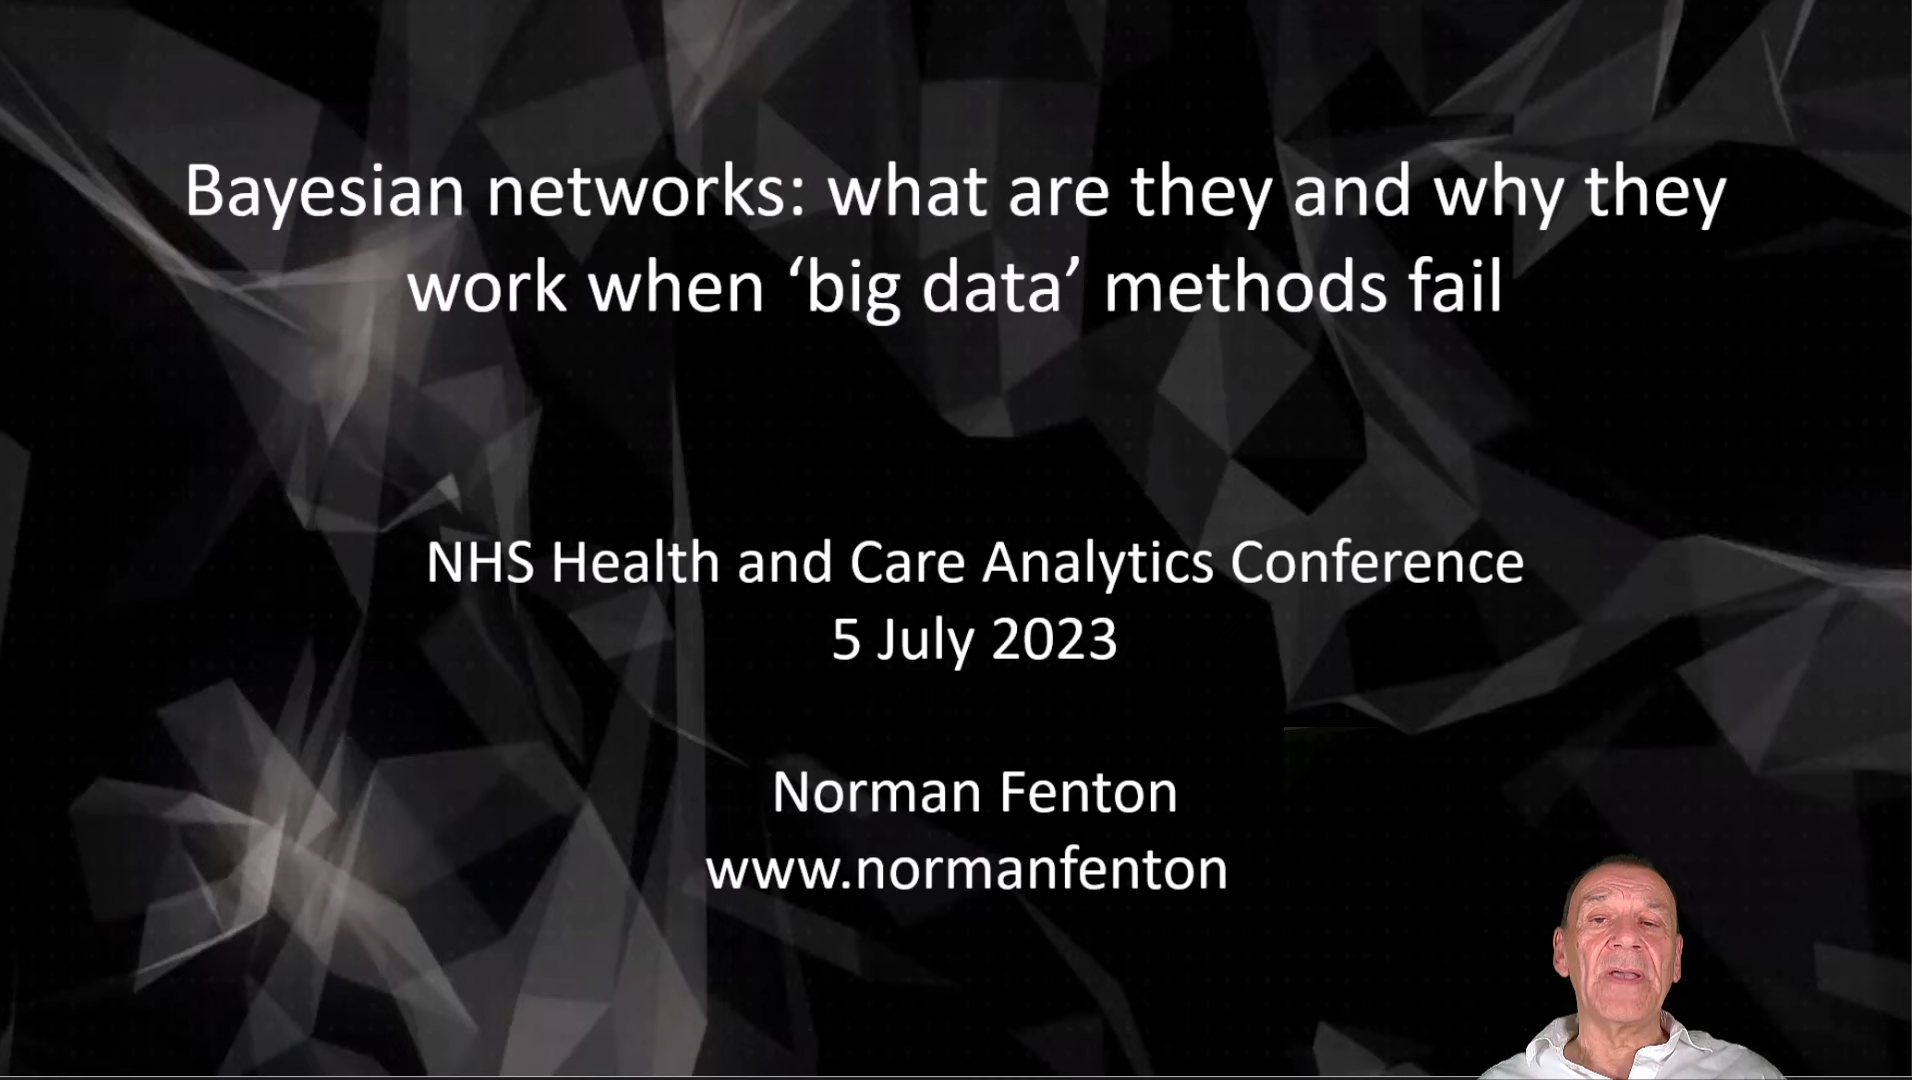 Bayesian networks: what are they and why they
work when ‘big data’ methods fail
NHS Health and Care Analytics Conference
5 July 2023
Norman Fenton
www.normanfenton